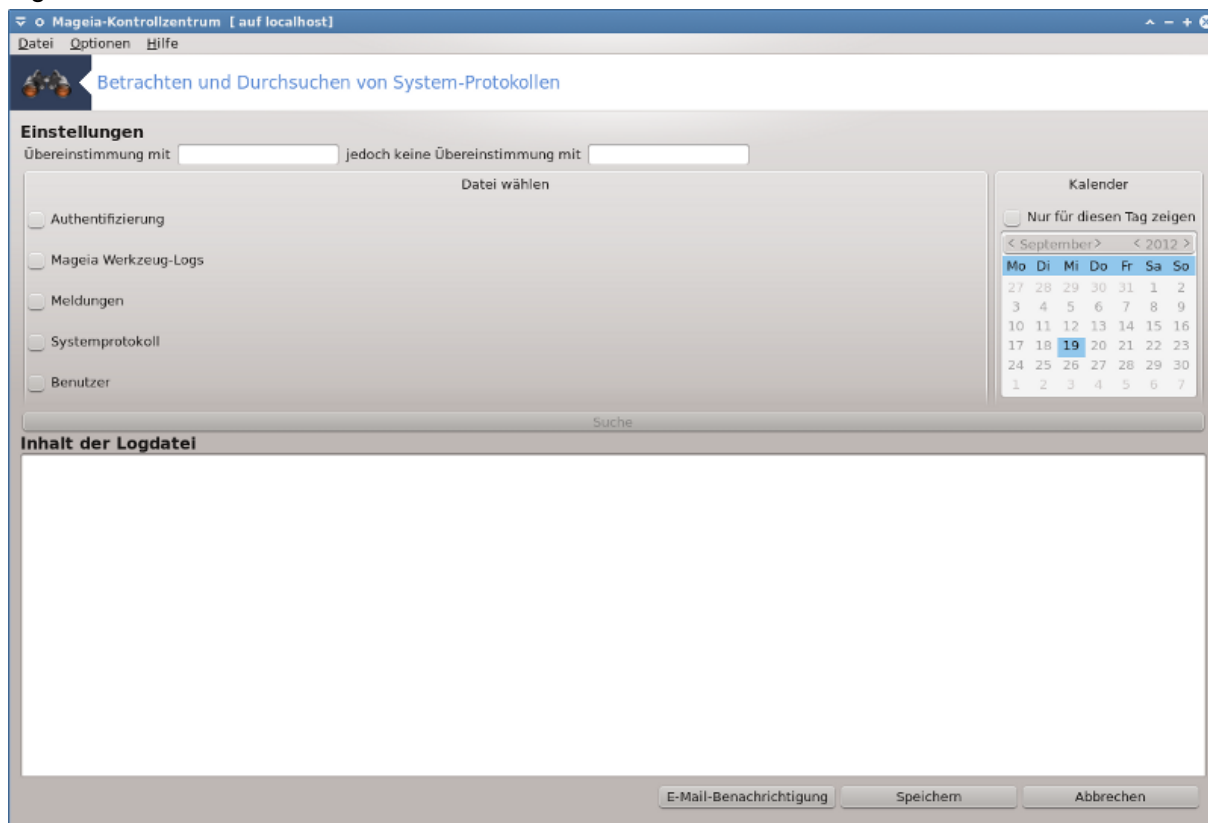 Mageia-Kontrollzentrum [ auf localhost]
Datei Optionen Hilfe
Betrachten und Durchsuchen von System-Protokollen
Einstellungen
Übereinstimmung mit jedoch keine Übereinstimmung mit
Datei wählen
Authentifizierung
Mageia Werkzeug-Logs
Meldungen
Systemprotokoll
Benutzer
Kalender
Nur für diesen Tag zeigen
< September > < 2012 >
Mo Di Mi Do Fr Sa So
27 28 29 30 31 1 2
3 4 5 6 7 8 9
10 11 12 13 14 15 16
17 18 19 20 21 22 23
24 25 26 27 28 29 30
1 2 3 4 5 6 7
Suche
Inhalt der Logdatei
E-Mail-Benachrichtigung Speichern Abbrechen